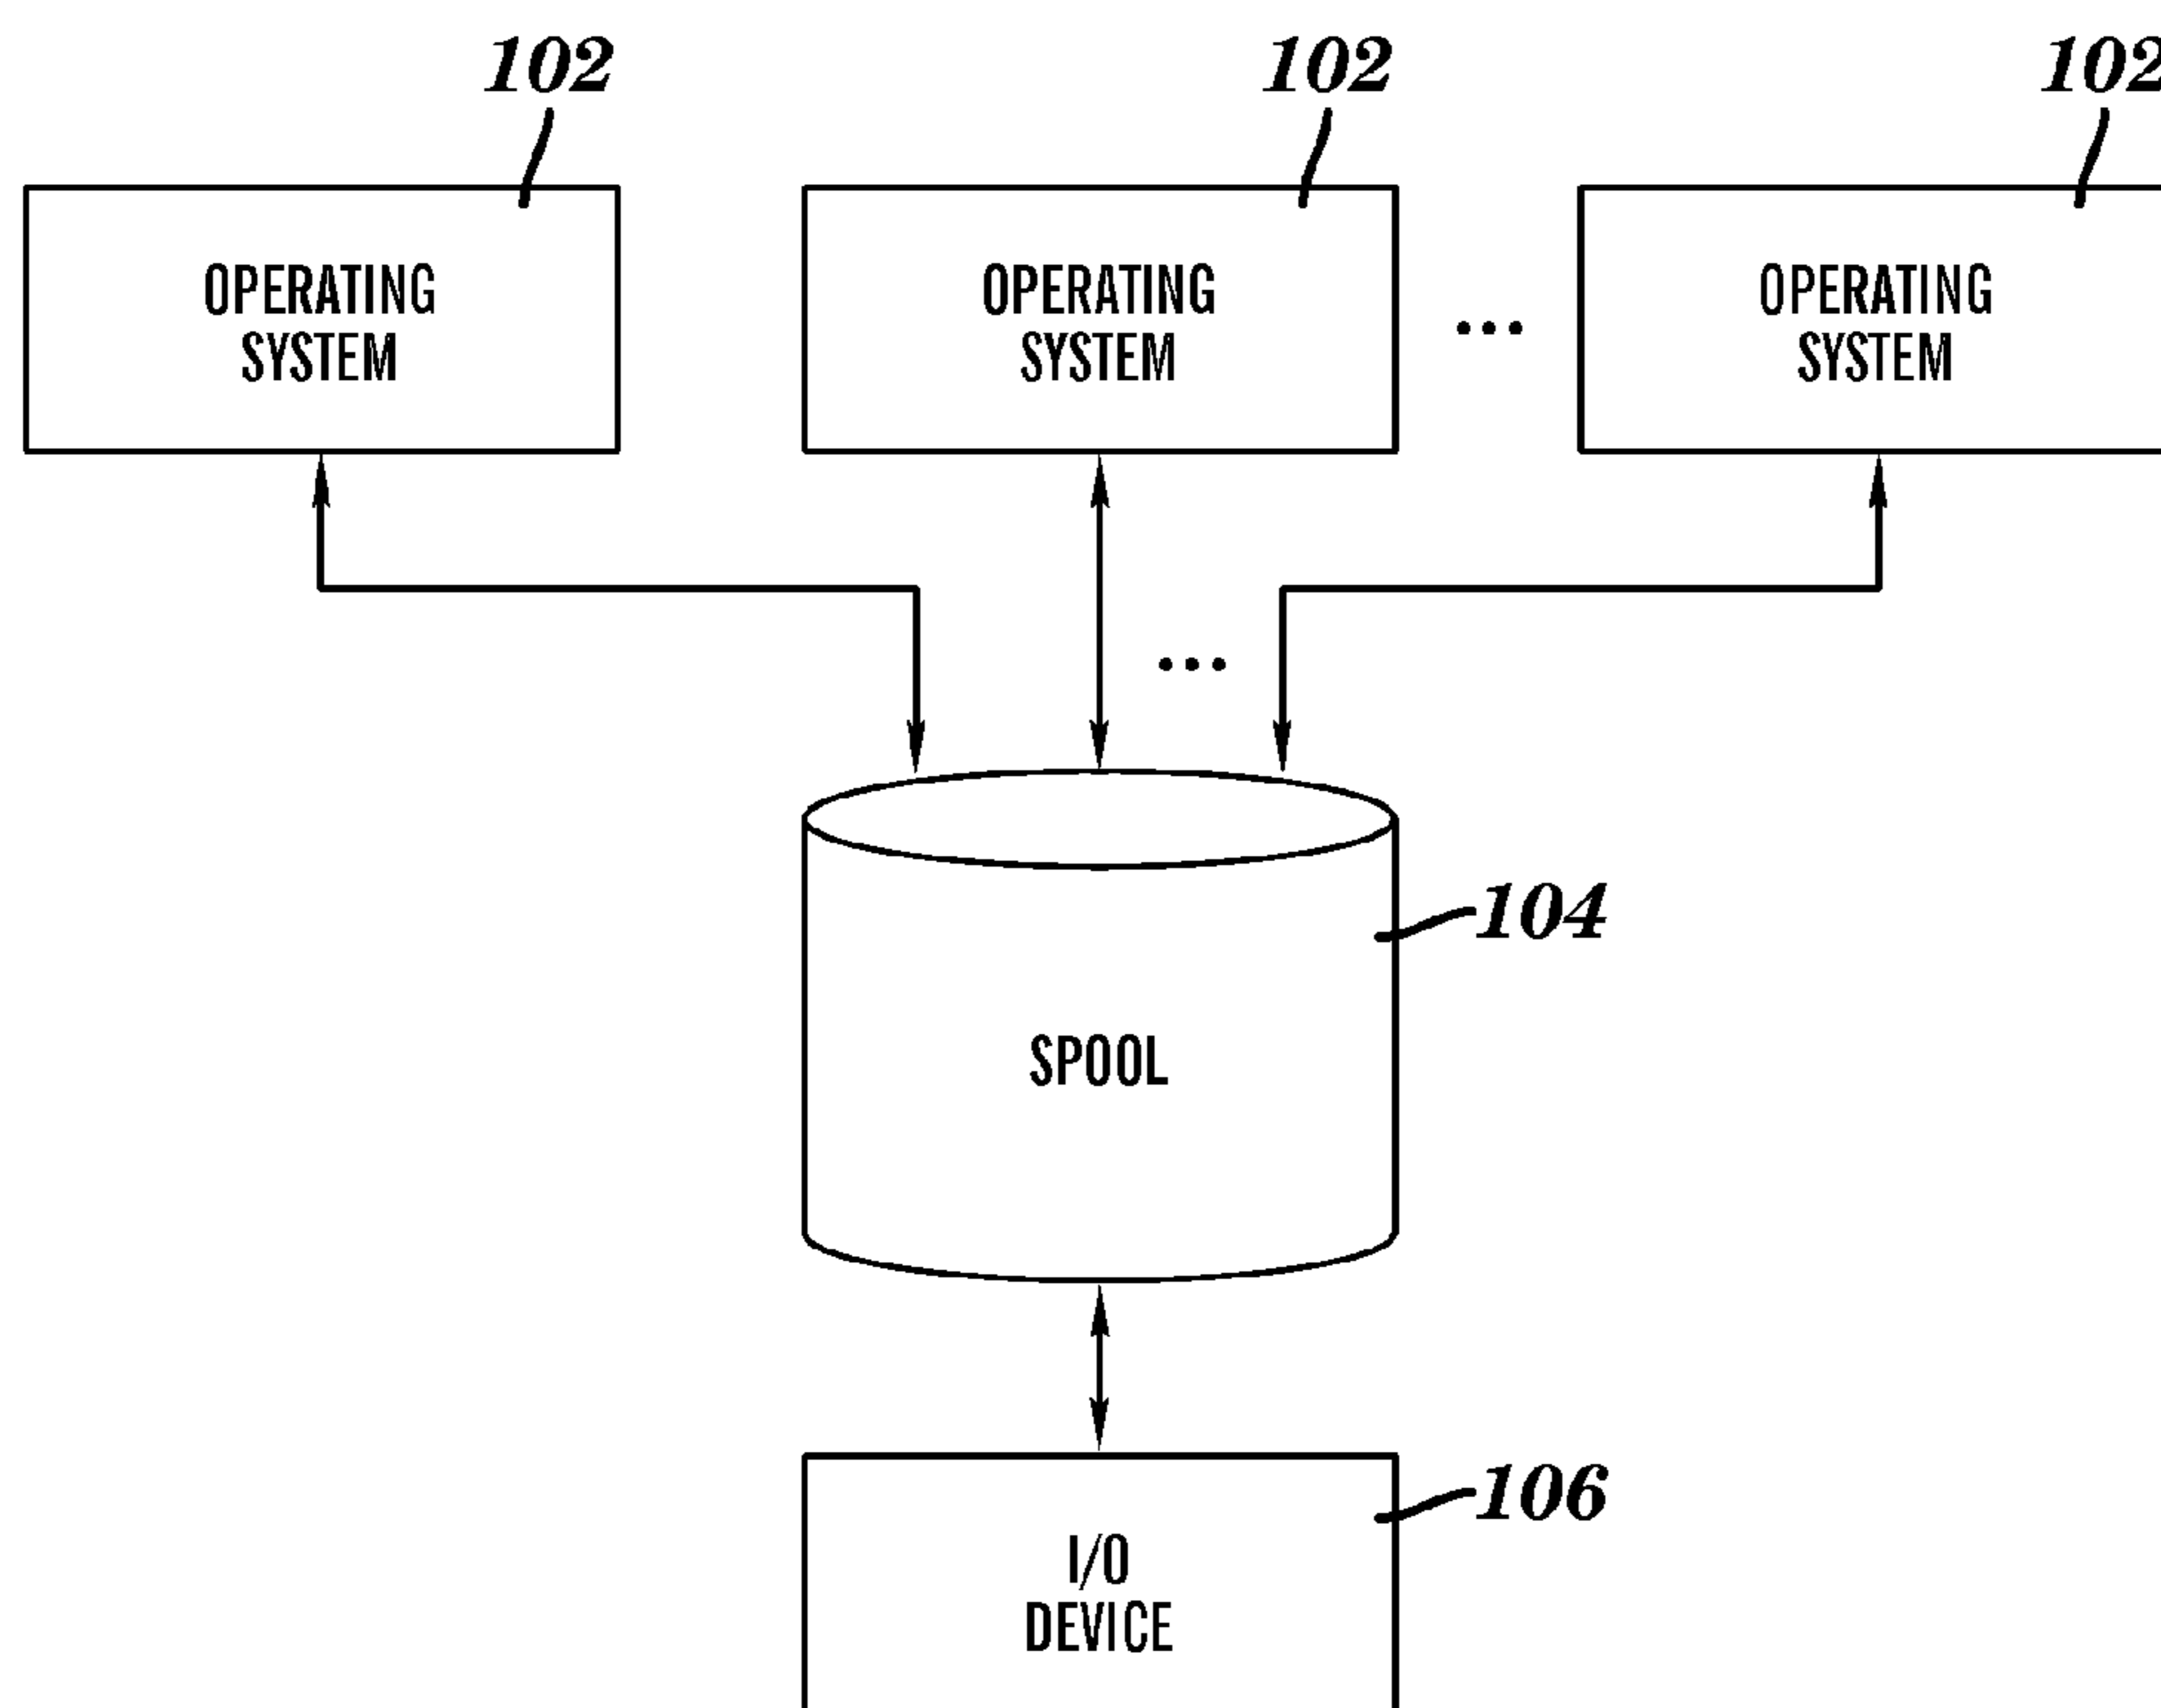 102
102
102
OPERATING
SYSTEM
OPERATING
SYSTEM
...
OPERATING
SYSTEM
...
104
SPOOL
106
I/O
DEVICE